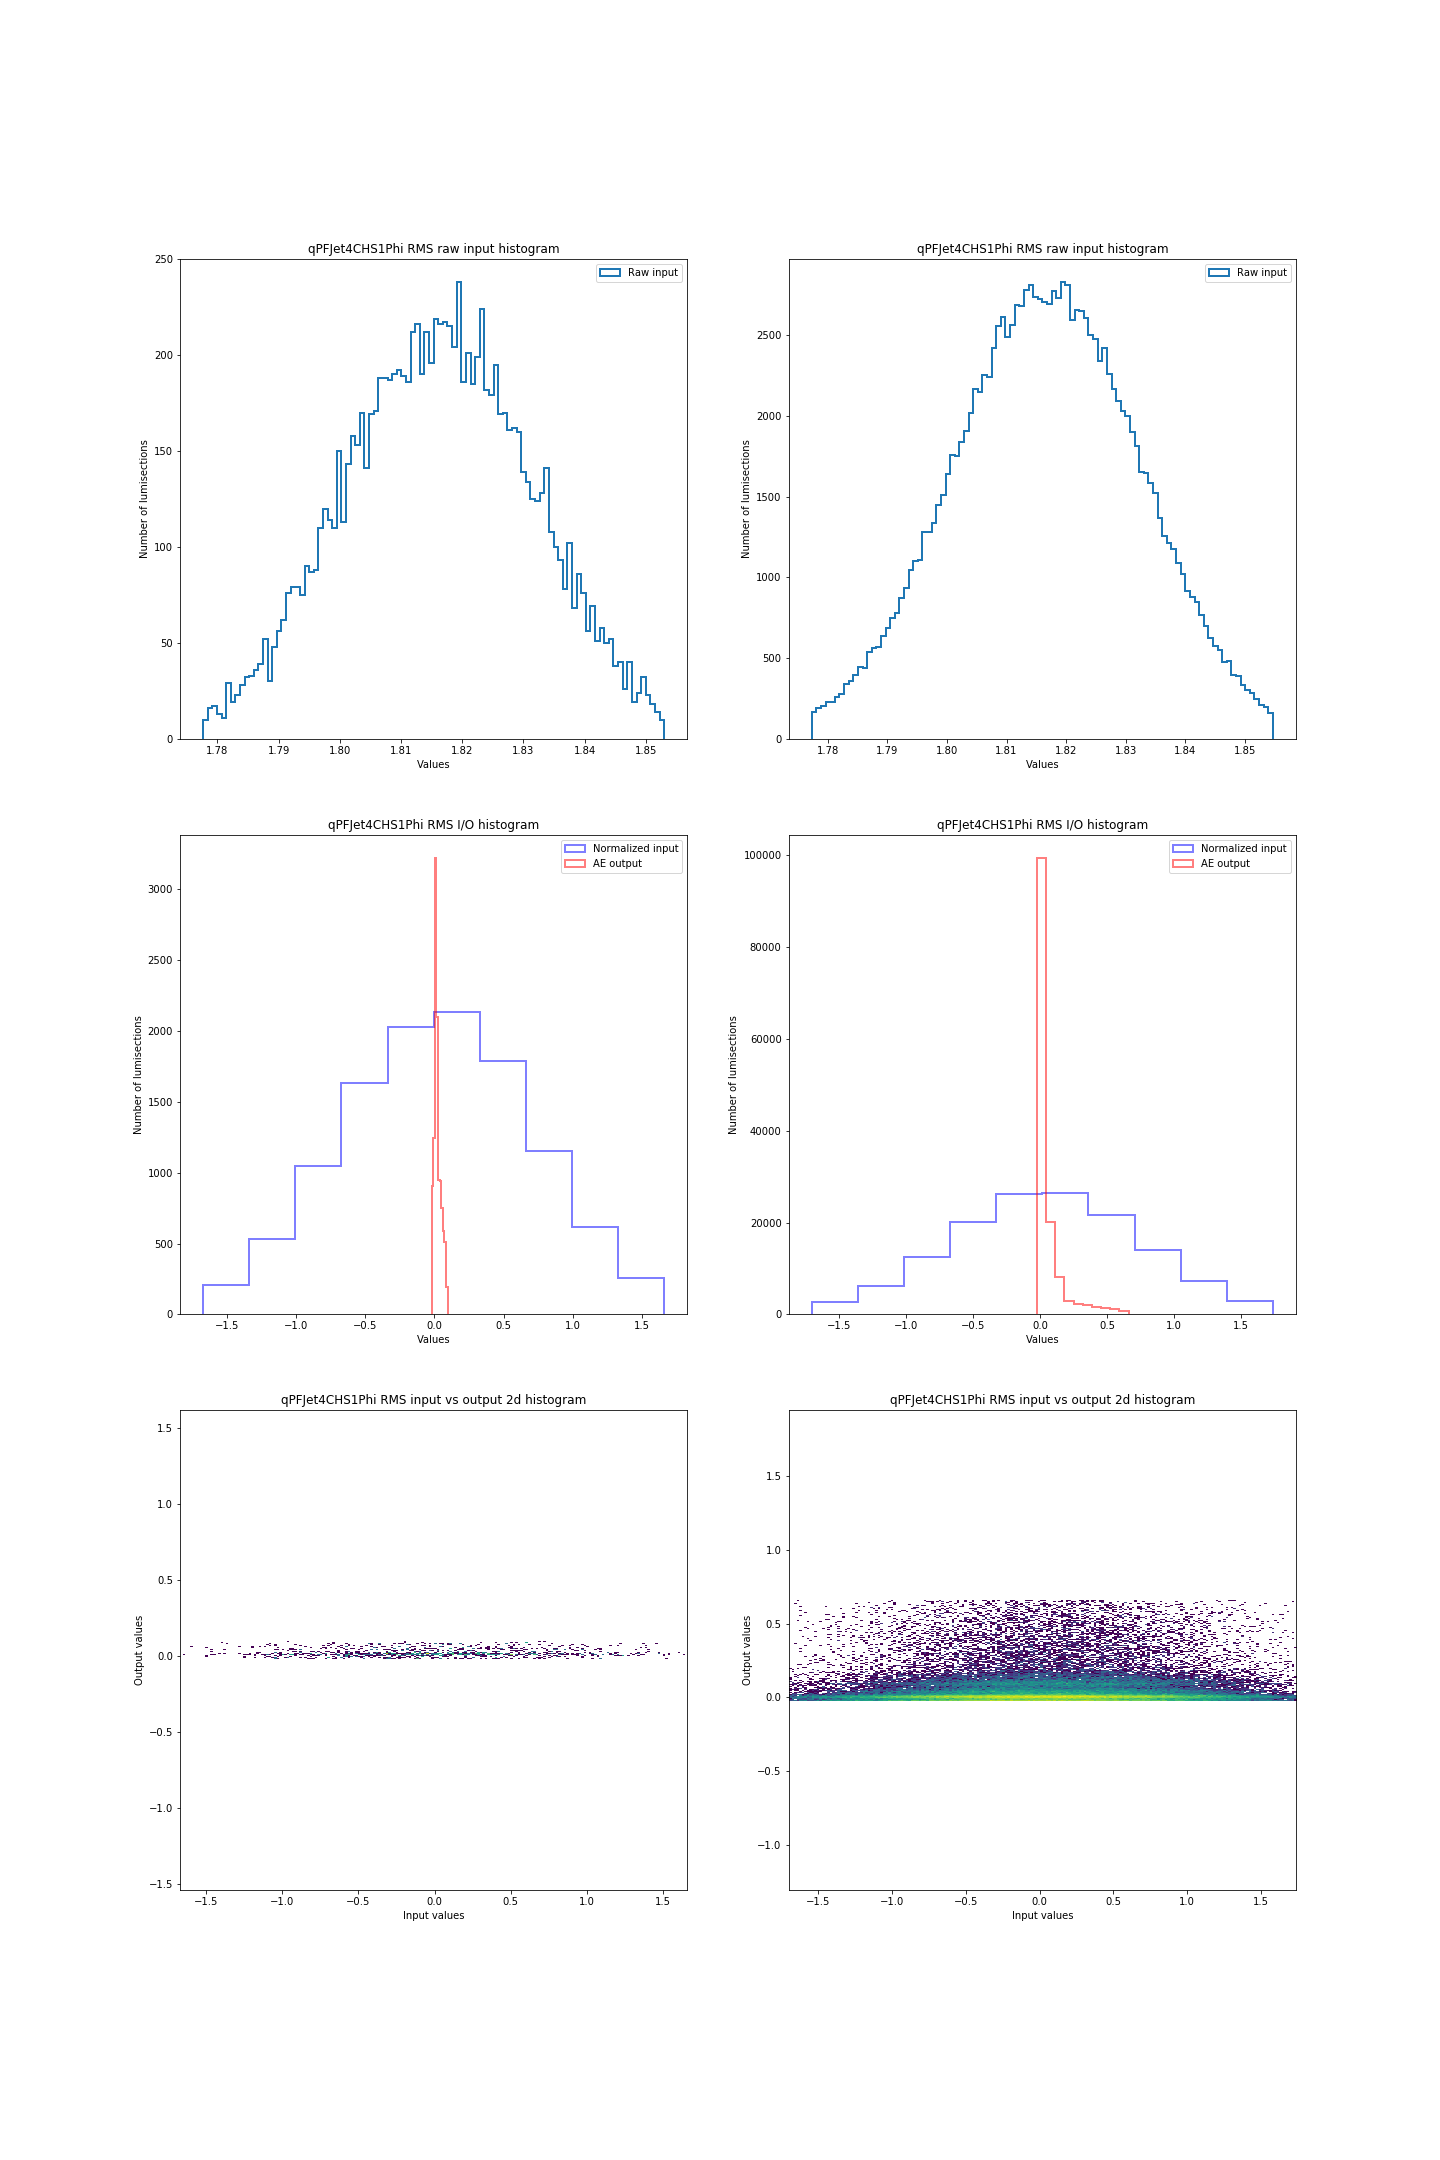 qPFJet4CHS1Phi RMS raw input histogram
Raw input
250
200
150
100
50
0
Number of lumisections
1.78 1.79 1.80 1.81 1.82 1.83 1.84 1.85
Values
qPFJet4CHS1Phi RMS raw input histogram
Raw input
2500
2000
1500
1000
500
0
Number of lumisections
1.78 1.79 1.80 1.81 1.82 1.83 1.84 1.85
Values
qPFJet4CHS1Phi RMS I/O histogram
Normalized input
AE output
3000
2500
2000
1500
1000
500
0
Number of lumisections
−1.5 −1.0 −0.5 0.0 0.5 1.0 1.5
Values
qPFJet4CHS1Phi RMS I/O histogram
Normalized input
AE output
100000
80000
60000
40000
20000
0
Number of lumisections
−1.5 −1.0 −0.5 0.0 0.5 1.0 1.5
Values
qPFJet4CHS1Phi RMS input vs output 2d histogram
1.5
1.0
0.5
0.0
−0.5
−1.0
−1.5
Output values
−1.5 −1.0 −0.5 0.0 0.5 1.0 1.5
Input values
qPFJet4CHS1Phi RMS input vs output 2d histogram
1.5
1.0
0.5
0.0
−0.5
−1.0
Output values
−1.5 −1.0 −0.5 0.0 0.5 1.0 1.5
Input values